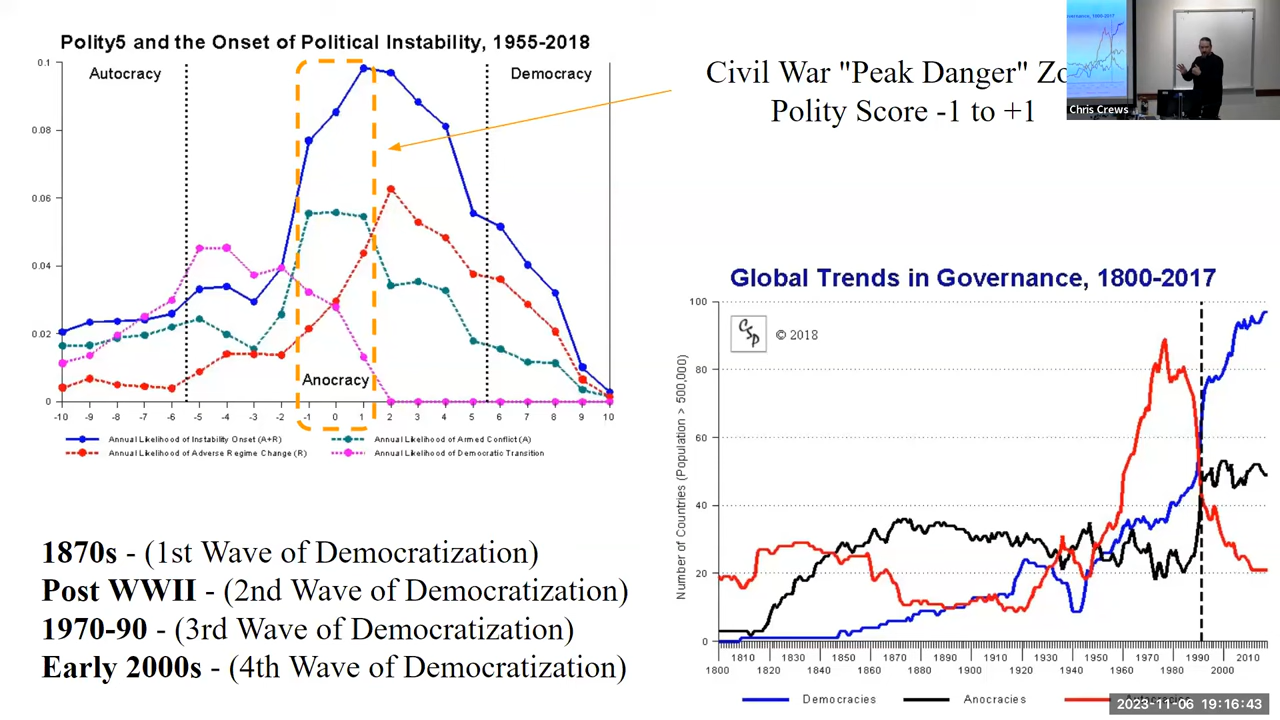 Polity5 and the Onset of Political Instability, 1955-2018
0.1
0.08
0.06
0.04
0.02
0
Autocracy
Democracy
Anocracy
-10 -9 -8 -7 -6 -5 -4 -3 -2 -1 0 1 2 3 4 5 6 7 8 9 10
Annual Likelihood of Instability Onset (A+R)
Annual Likelihood of Armed Conflict (A)
Annual Likelihood of Adverse Regime Change (R)
Annual Likelihood of Democratic Transition
Civil War "Peak Danger" Zo
Polity Score -1 to +1
Chris Crews
1870s - (1st Wave of Democratization)
Post WWII - (2nd Wave of Democratization)
1970-90 - (3rd Wave of Democratization)
Early 2000s - (4th Wave of Democratization)
Global Trends in Governance, 1800-2017
CSP
© 2018
Number of Countries (Population > 500,000)
100
80
60
40
20
0
1810 1830 1850 1870 1890 1910 1930 1950 1970 1990 2010
1800 1820 1840 1860 1880 1900 1920 1940 1960 1980 2000
Democracies
Anocracies
2023-11-06 19:16:43